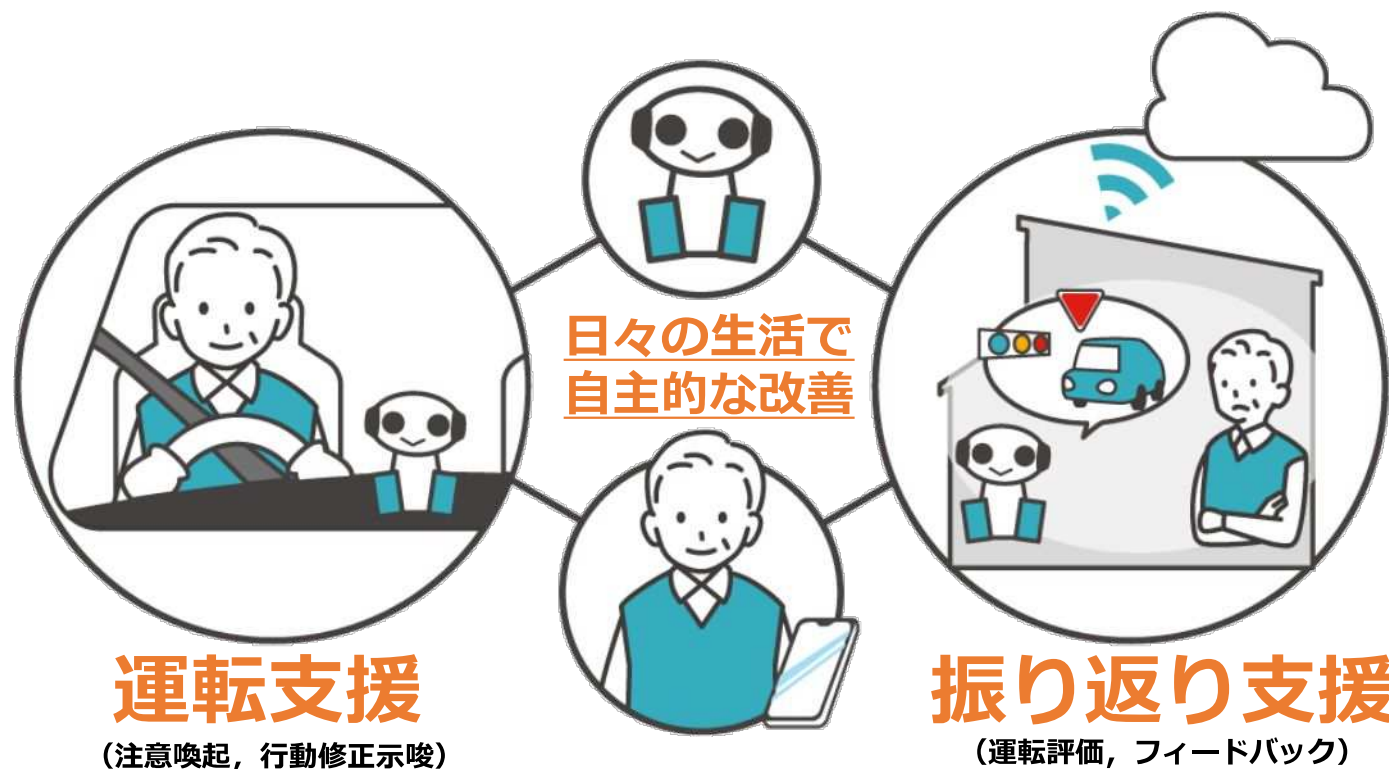 日々の生活で
自主的な改善
運転支援
（注意喚起，行動修正示唆）
振り返り支援
（運転評価，フィードバック）